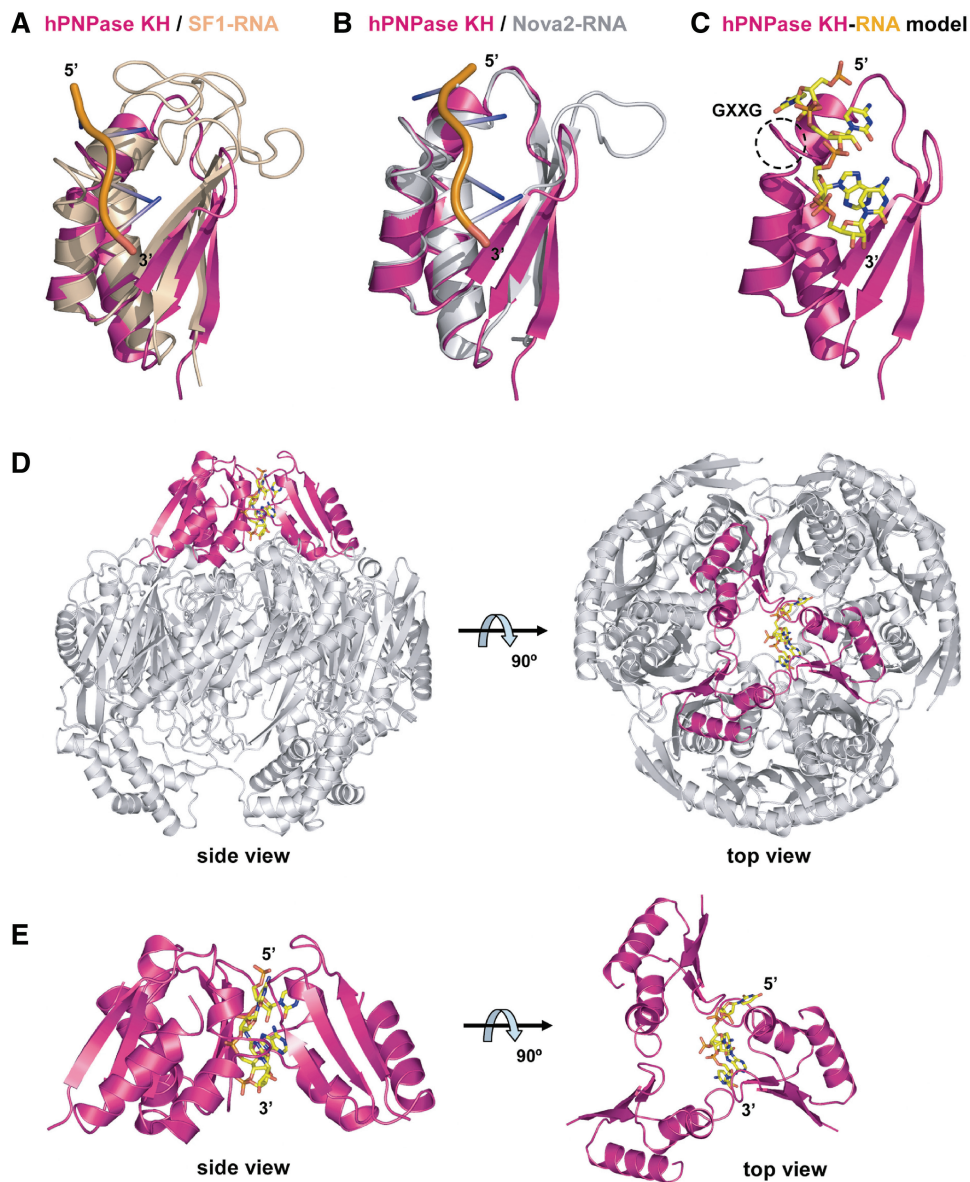 A hPNPase KH / SF1-RNA
B hPNPase KH / Nova2-RNA
C hPNPase KH-RNA model
5’
3’
5’
3’
5’
GXXG
3’
D
90º
side view
top view
E
5’
3’
90º
5’
3’
side view
top view